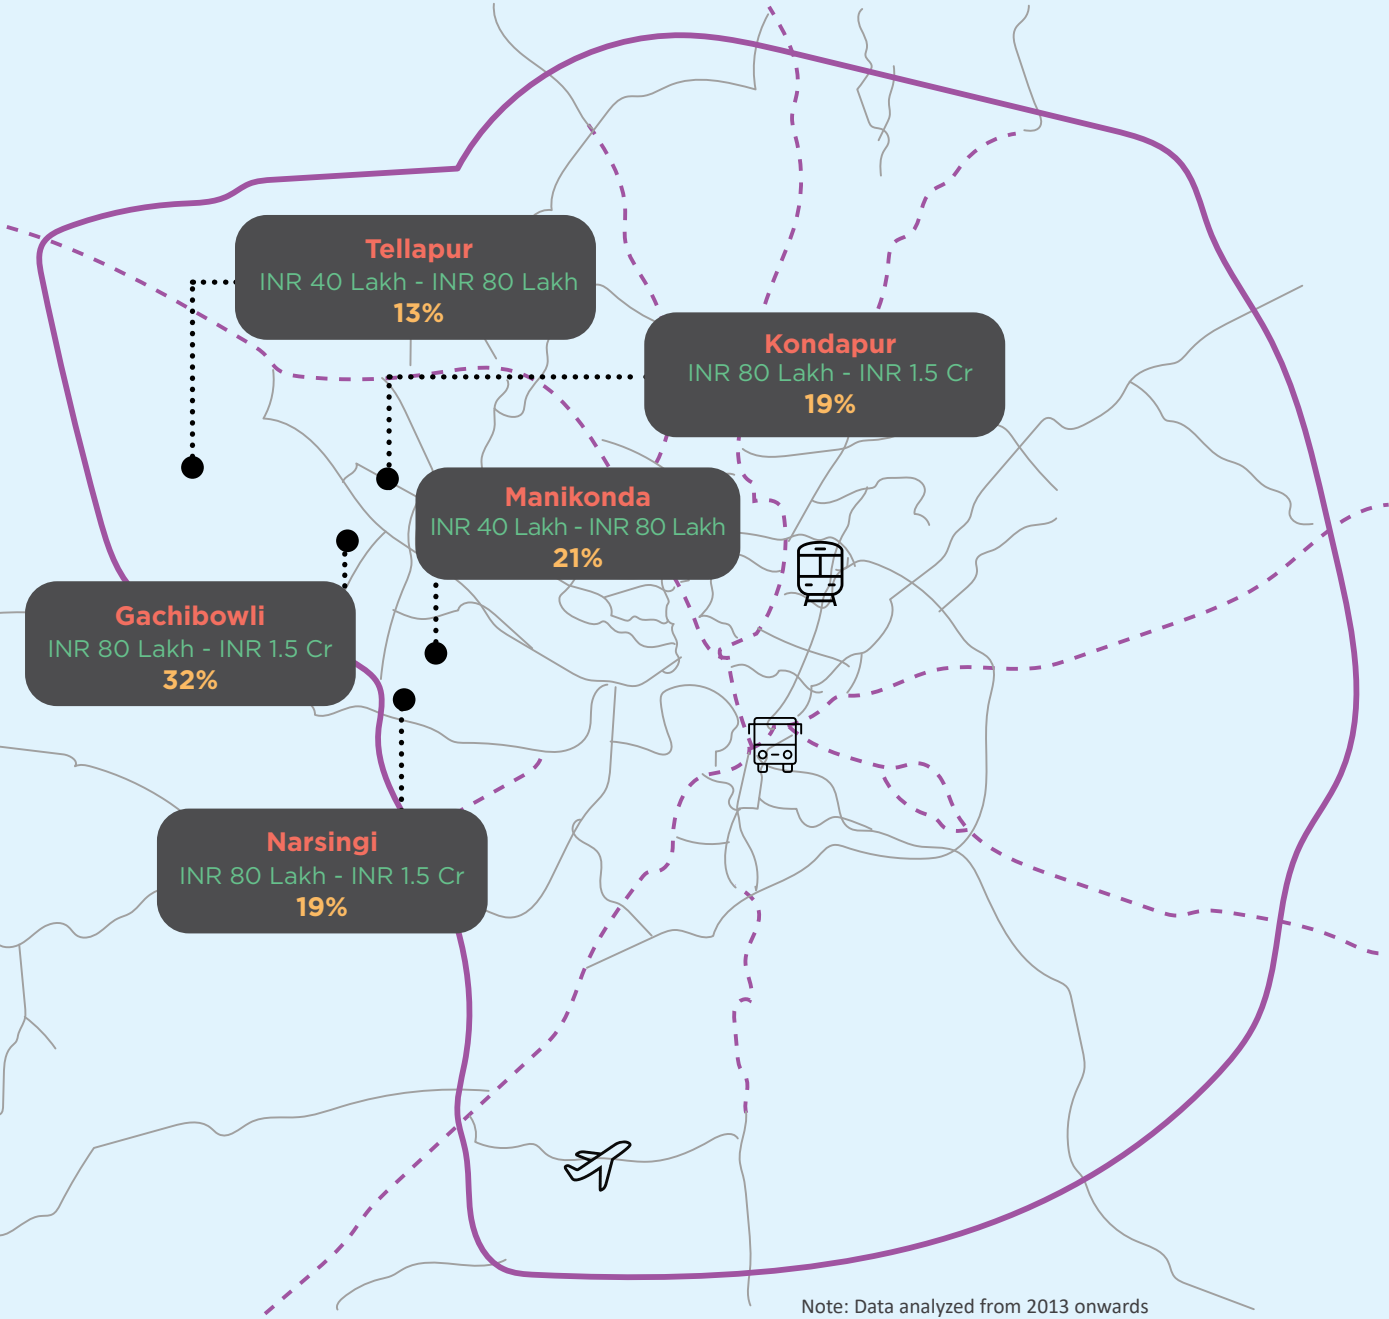 Tellapur
INR 40 Lakh - INR 80 Lakh
13%
Kondapur
INR 80 Lakh - INR 1.5 Cr
19%
Manikonda
INR 40 Lakh - INR 80 Lakh
21%
Gachibowli
INR 80 Lakh - INR 1.5 Cr
32%
Narsingi
INR 80 Lakh - INR 1.5 Cr
19%
Note: Data analyzed from 2013 onwards